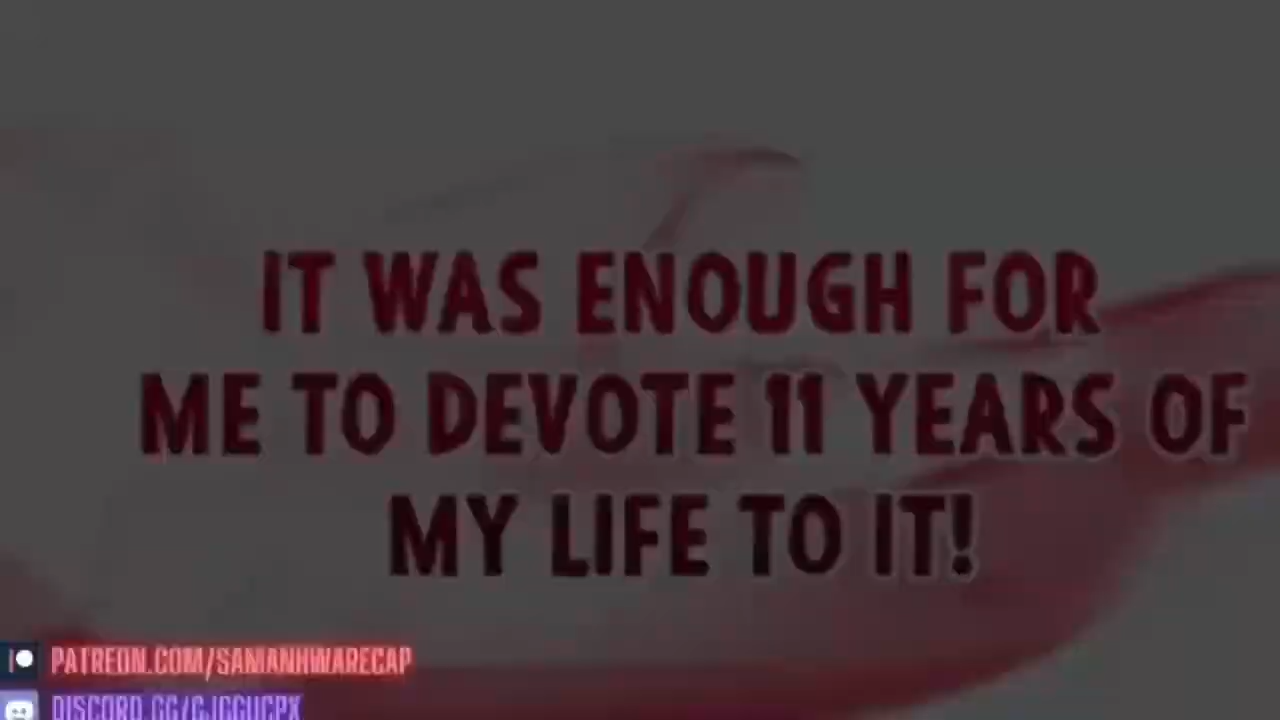 IT WAS ENOUGH FOR
ME TO DEVOTE 11 YEARS OF
MY LIFE TO IT!
PATREON.COM/SAMANHWARECAP